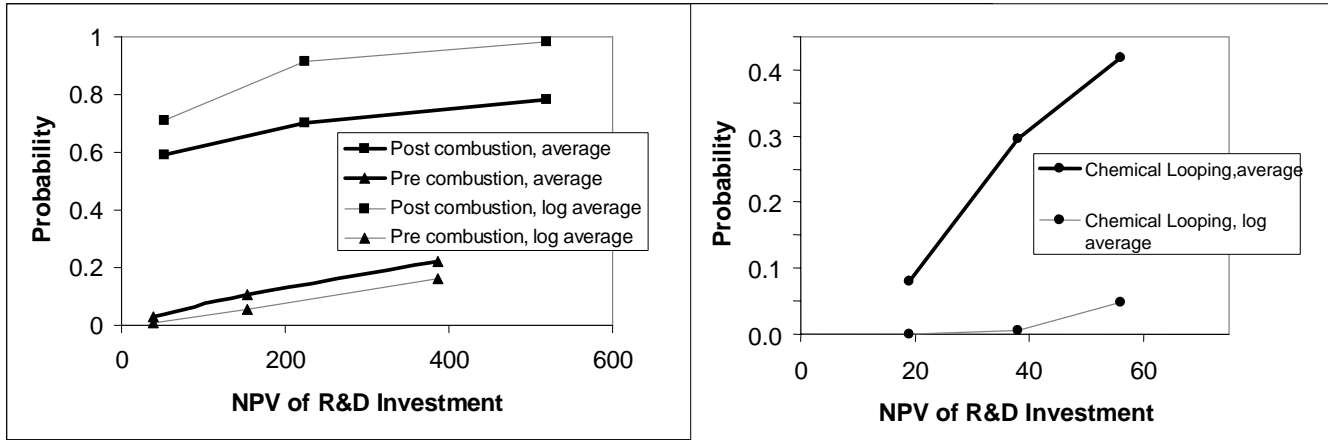 1
0.8
0.6
0.4
0.2
0
Probability
0
200
400
600
NPV of R&D Investment
Post combustion, average
Pre combustion, average
Post combustion, log average
Pre combustion, log average
0.4
0.3
0.2
0.1
0.0
Probability
0
20
40
60
NPV of R&D Investment
Chemical Looping,average
Chemical Looping, log
average